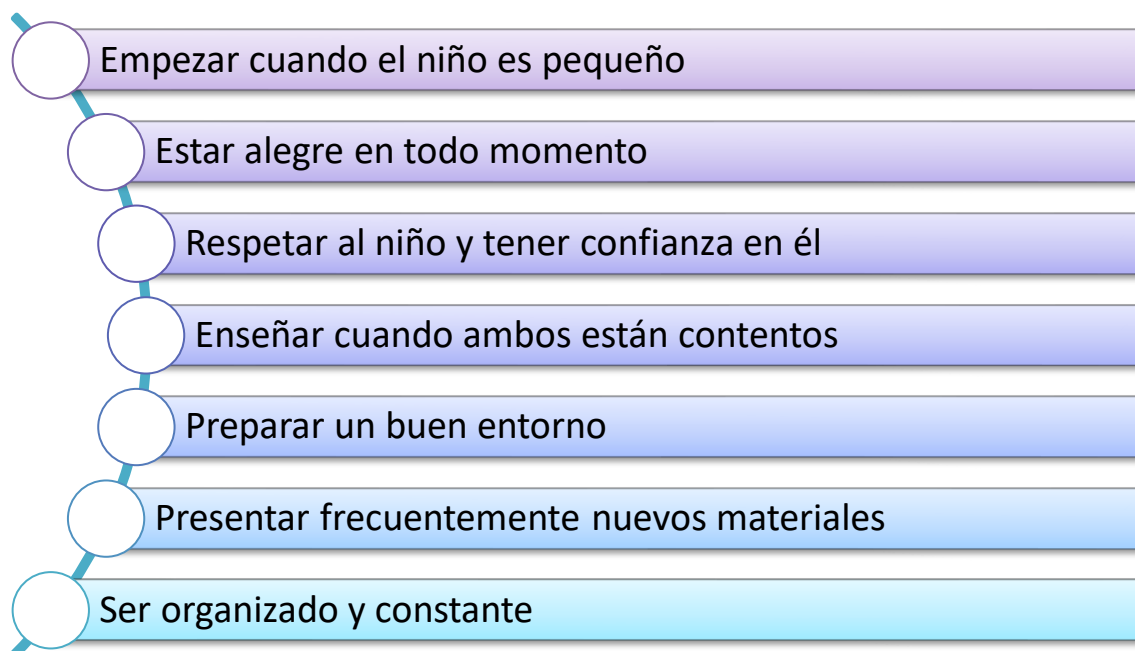 Empezar cuando el niño es pequeño
Estar alegre en todo momento
Respetar al niño y tener confianza en él
Enseñar cuando ambos están contentos
Preparar un buen entorno
Presentar frecuentemente nuevos materiales
Ser organizado y constante